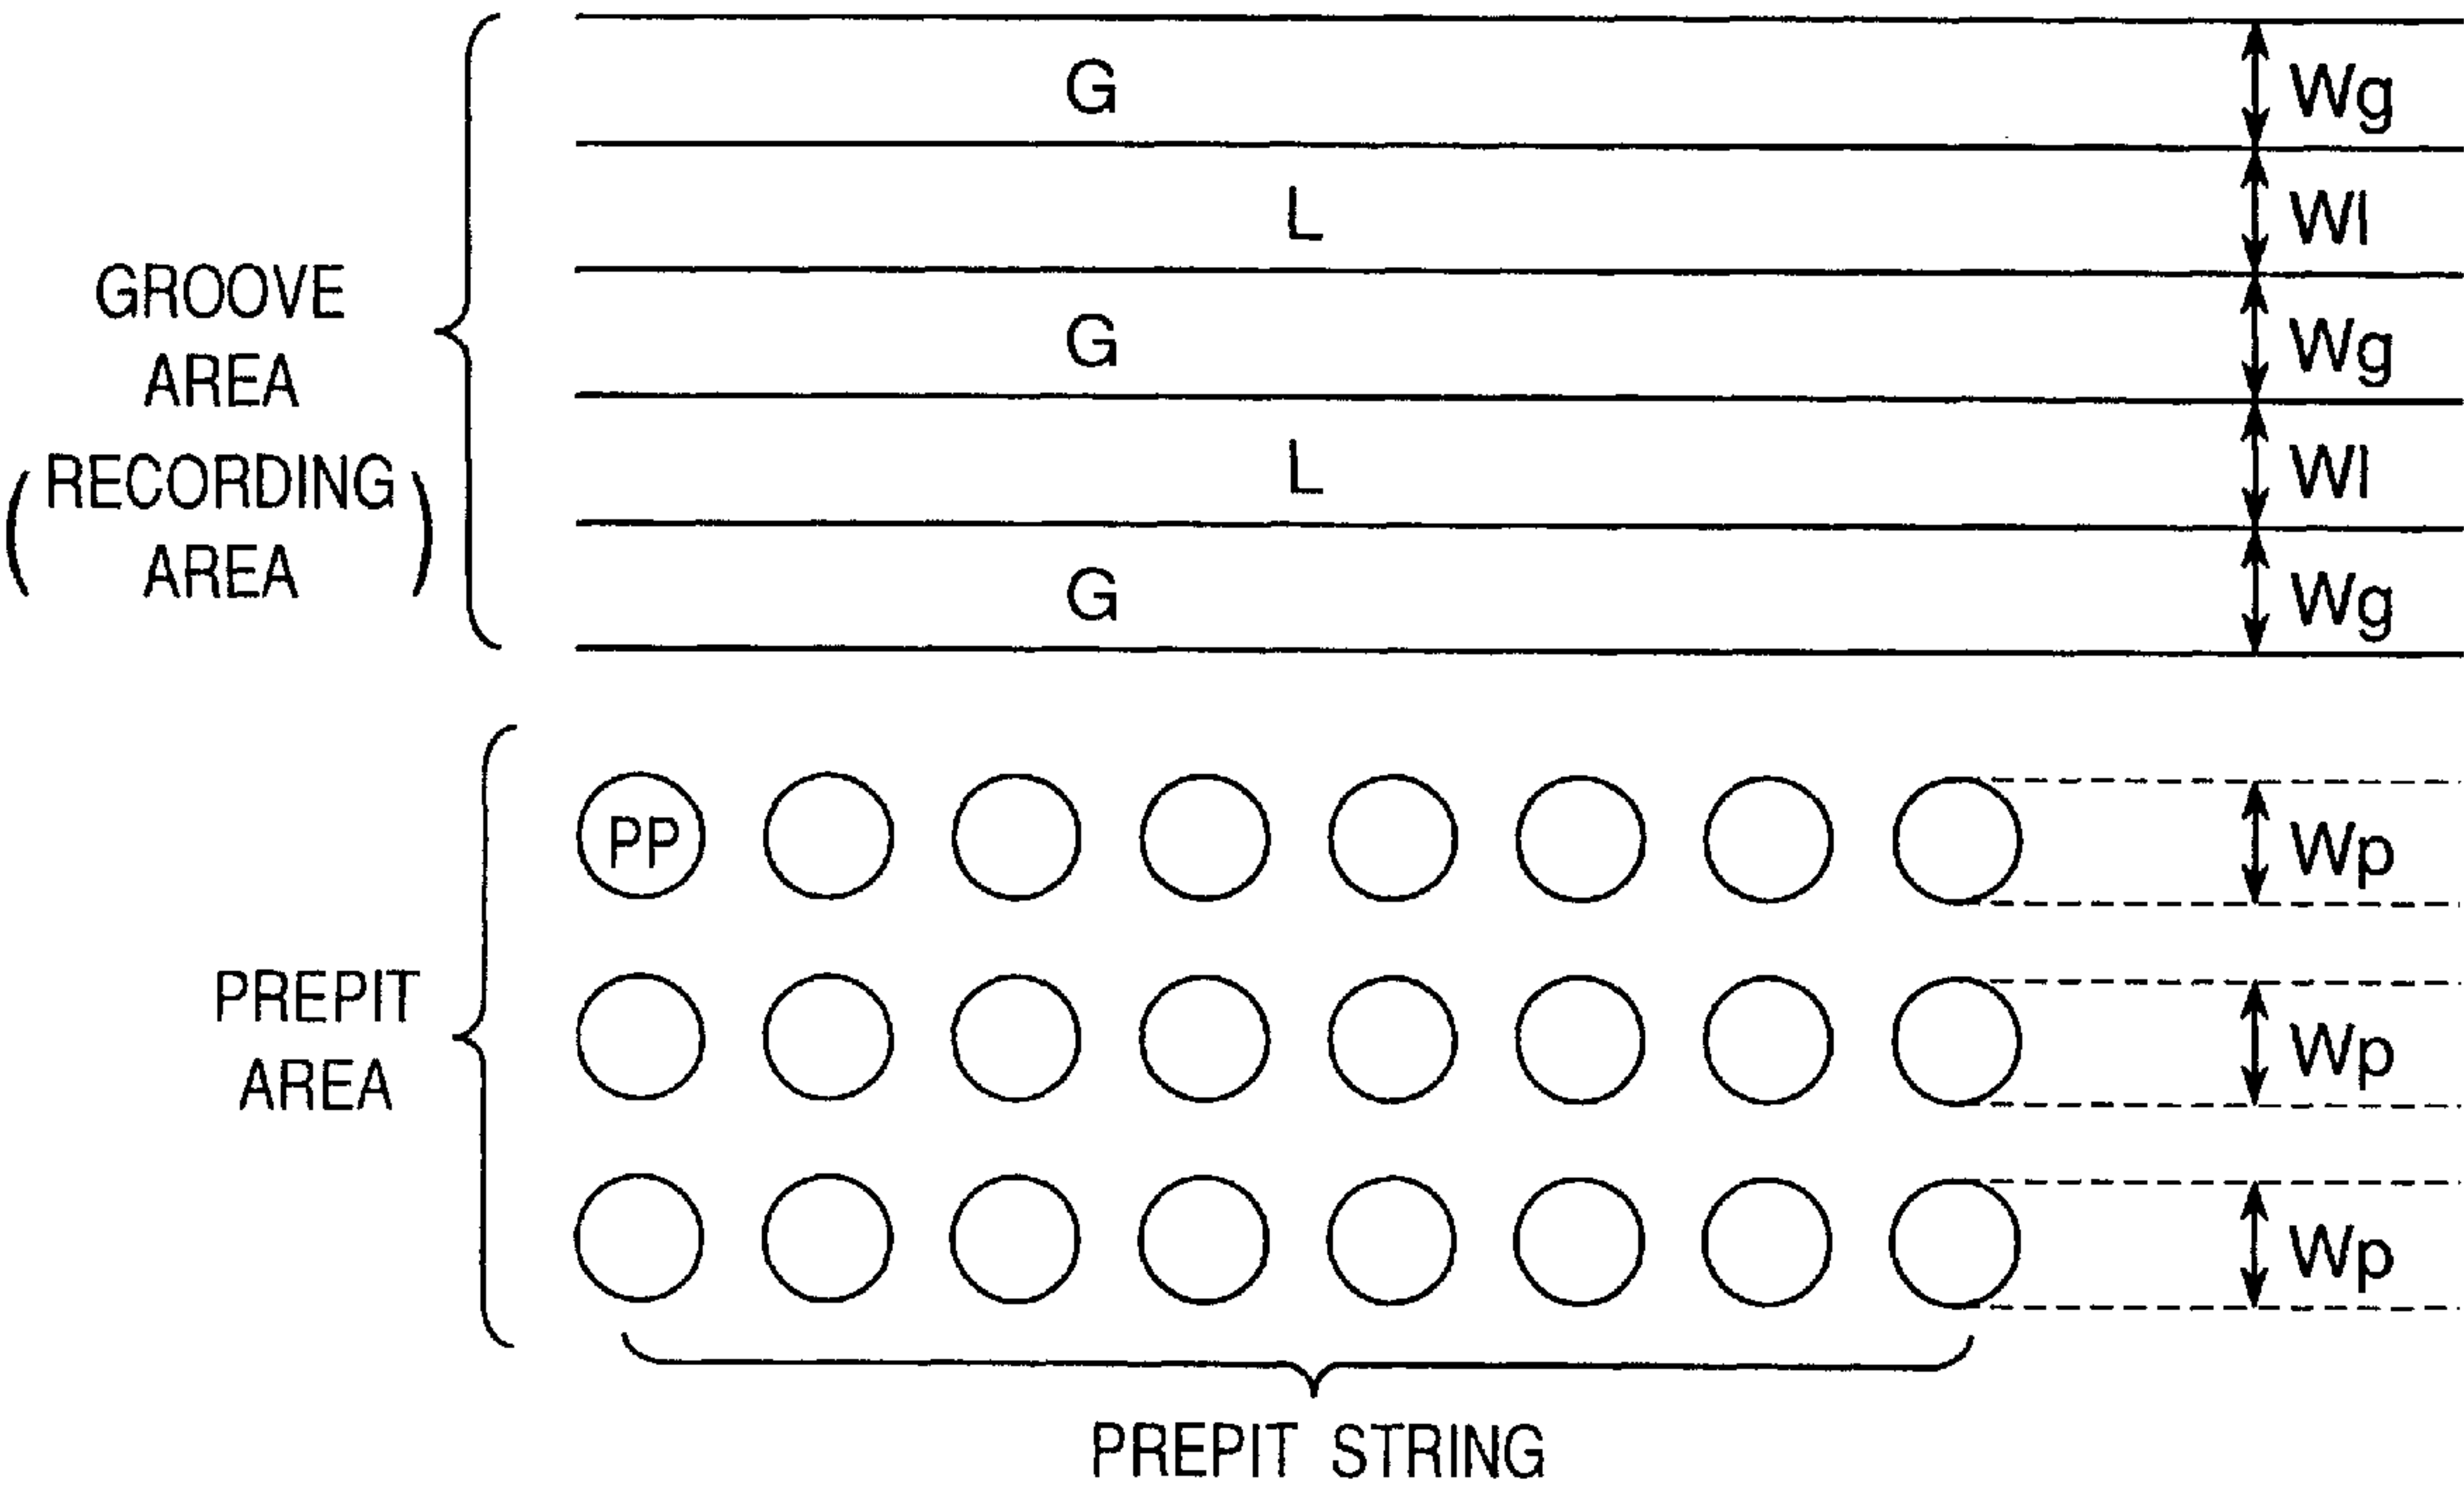 G
Wg
L
Wl
G
Wg
L
Wl
G
Wg
GROOVE
AREA
(RECORDING
AREA)
PP
Wp
Wp
Wp
PREPIT
AREA
PREPIT STRING